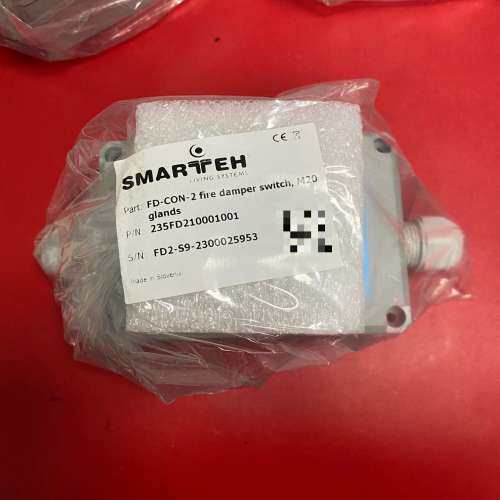 SMARTEH
LIVING SYSTEMS
CE
Part: FD-CON-2 fire damper switch, M20
glands
P/N: 235FD210001001
S/N: FD2-S9-2300025953
Made in Slovenia